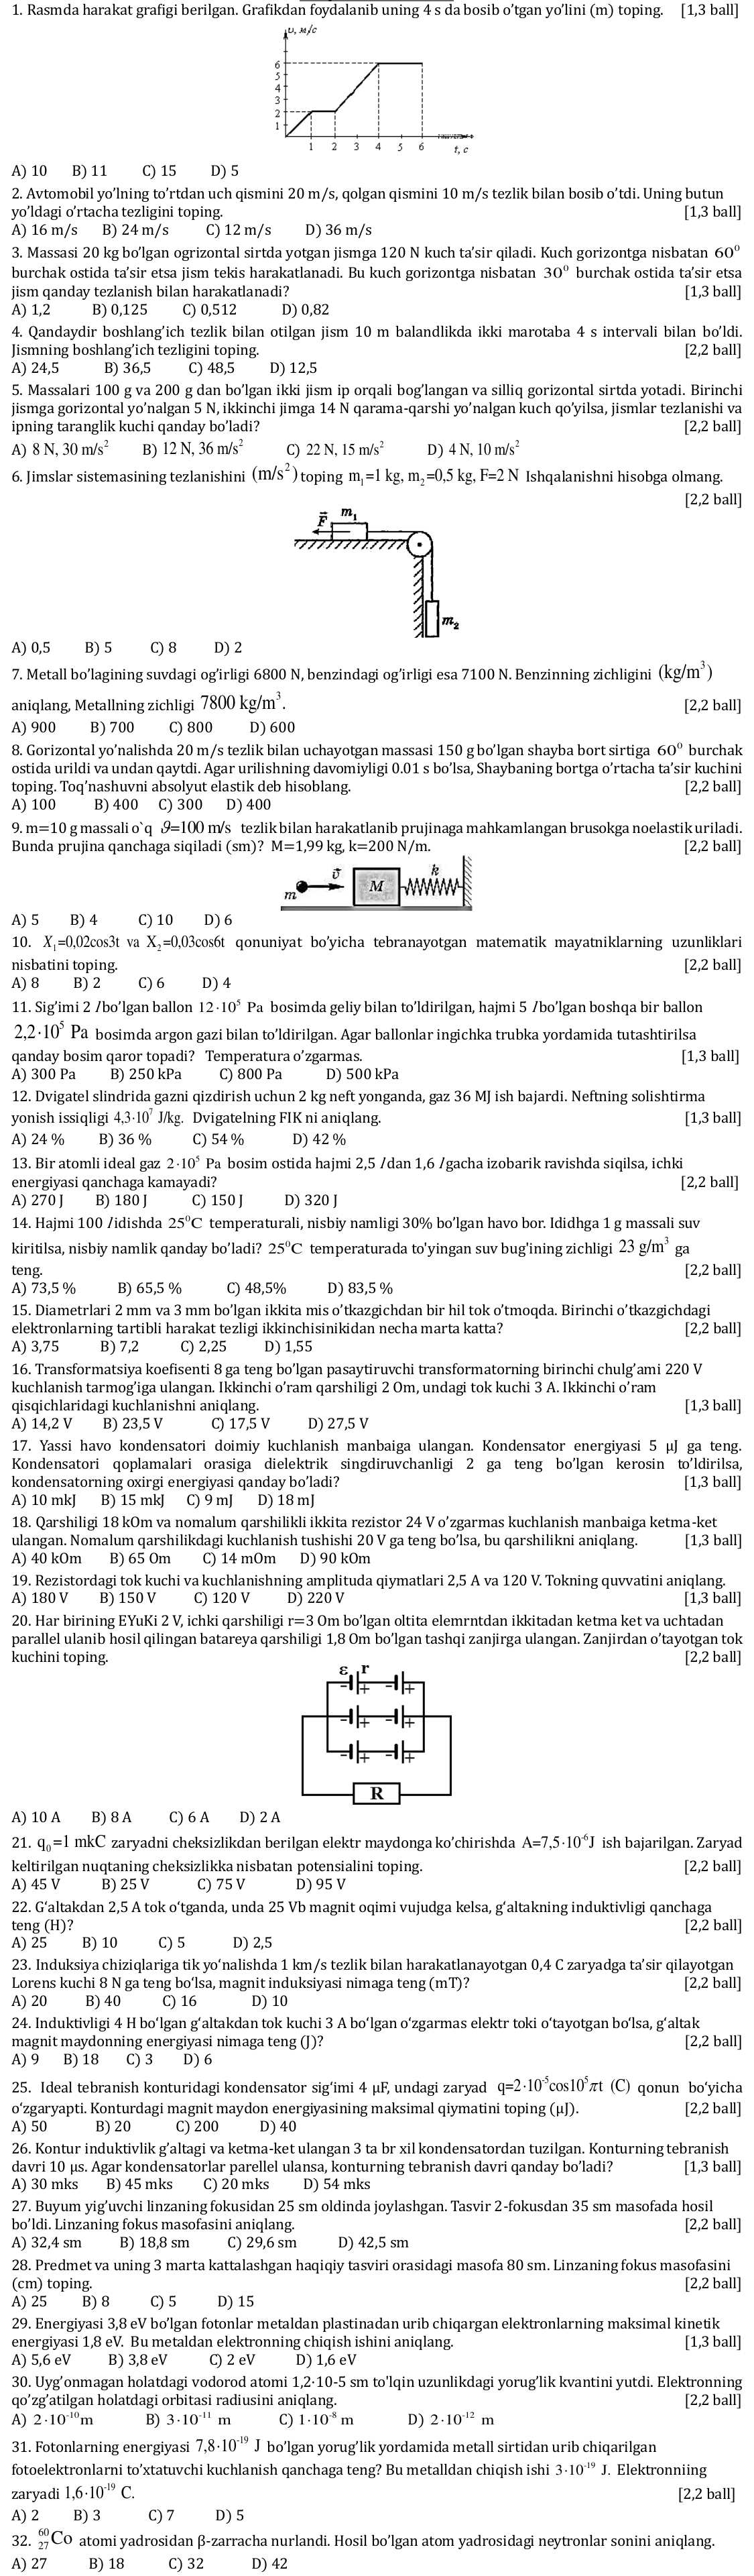 1. Rasmda harakat grafigi berilgan. Grafikdan foydalanib uning 4 s da bosib o’tgan yo’lini (m) toping. [1,3 ball]
υ, м/с
6
5
4
3
2
1
1 2 3 4 5 6
t, c
A) 10 B) 11 C) 15 D) 5
2. Avtomobil yo’lning to’rtdan uch qismini 20 m/s, qolgan qismini 10 m/s tezlik bilan bosib o’tdi. Uning butun
yo’ldagi o’rtacha tezligini toping. [1,3 ball]
A) 16 m/s B) 24 m/s C) 12 m/s D) 36 m/s
3. Massasi 20 kg bo’lgan ogrizontal sirtda yotgan jismga 120 N kuch ta’sir qiladi. Kuch gorizontga nisbatan 60⁰
burchak ostida ta’sir etsa jism tekis harakatlanadi. Bu kuch gorizontga nisbatan 30⁰ burchak ostida ta’sir etsa
jism qanday tezlanish bilan harakatlanadi? [1,3 ball]
A) 1,2 B) 0,125 C) 0,512 D) 0,82
4. Qandaydir boshlang’ich tezlik bilan otilgan jism 10 m balandlikda ikki marotaba 4 s intervali bilan bo’ldi.
Jismning boshlang’ich tezligini toping. [2,2 ball]
A) 24,5 B) 36,5 C) 48,5 D) 12,5
5. Massalari 100 g va 200 g dan bo’lgan ikki jism ip orqali bog’langan va silliq gorizontal sirtda yotadi. Birinchi
jismga gorizontal yo’nalgan 5 N, ikkinchi jimga 14 N qarama-qarshi yo’nalgan kuch qo’yilsa, jismlar tezlanishi va
ipning taranglik kuchi qanday bo’ladi? [2,2 ball]
A) 8 N, 30 m/s² B) 12 N, 36 m/s² C) 22 N, 15 m/s² D) 4 N, 10 m/s²
6. Jimslar sistemasining tezlanishini (m/s²) toping m₁=1 kg, m₂=0,5 kg, F=2 N Ishqalanishni hisobga olmang.
[2,2 ball]
F⃗ m₁
m₂
A) 0,5 B) 5 C) 8 D) 2
7. Metall bo’lagining suvdagi og’irligi 6800 N, benzindagi og’irligi esa 7100 N. Benzinning zichligini (kg/m³)
aniqlang, Metallning zichligi 7800 kg/m³. [2,2 ball]
A) 900 B) 700 C) 800 D) 600
8. Gorizontal yo’nalishda 20 m/s tezlik bilan uchayotgan massasi 150 g bo’lgan shayba bort sirtiga 60⁰ burchak
ostida urildi va undan qaytdi. Agar urilishning davomiyligi 0.01 s bo’lsa, Shaybaning bortga o’rtacha ta’sir kuchini
toping. Toq’nashuvni absolyut elastik deb hisoblang. [2,2 ball]
A) 100 B) 400 C) 300 D) 400
9. m=10 g massali o`q ϑ=100 m/s tezlik bilan harakatlanib prujinaga mahkamlangan brusokga noelastik uriladi.
Bunda prujina qanchaga siqiladi (sm)? M=1,99 kg, k=200 N/m. [2,2 ball]
m υ⃗ M k
A) 5 B) 4 C) 10 D) 6
10. X₁=0,02cos3t va X₂=0,03cos6t qonuniyat bo’yicha tebranayotgan matematik mayatniklarning uzunliklari
nisbatini toping. [2,2 ball]
A) 8 B) 2 C) 6 D) 4
11. Sig’imi 2 l bo’lgan ballon 12·10⁵ Pa bosimda geliy bilan to’ldirilgan, hajmi 5 l bo’lgan boshqa bir ballon
2,2·10⁵ Pa bosimda argon gazi bilan to’ldirilgan. Agar ballonlar ingichka trubka yordamida tutashtirilsa
qanday bosim qaror topadi? Temperatura o’zgarmas. [1,3 ball]
A) 300 Pa B) 250 kPa C) 800 Pa D) 500 kPa
12. Dvigatel slindrida gazni qizdirish uchun 2 kg neft yonganda, gaz 36 MJ ish bajardi. Neftning solishtirma
yonish issiqligi 4,3·10⁷ J/kg. Dvigatelning FIK ni aniqlang. [1,3 ball]
A) 24 % B) 36 % C) 54 % D) 42 %
13. Bir atomli ideal gaz 2·10⁵ Pa bosim ostida hajmi 2,5 l dan 1,6 l gacha izobarik ravishda siqilsa, ichki
energiyasi qanchaga kamayadi? [2,2 ball]
A) 270 J B) 180 J C) 150 J D) 320 J
14. Hajmi 100 l idishda 25⁰C temperaturali, nisbiy namligi 30% bo’lgan havo bor. Ididhga 1 g massali suv
kiritilsa, nisbiy namlik qanday bo’ladi? 25⁰C temperaturada to'yingan suv bug'ining zichligi 23 g/m³ ga
teng. [2,2 ball]
A) 73,5 % B) 65,5 % C) 48,5% D) 83,5 %
15. Diametrlari 2 mm va 3 mm bo’lgan ikkita mis o’tkazgichdan bir hil tok o’tmoqda. Birinchi o’tkazgichdagi
elektronlarning tartibli harakat tezligi ikkinchisinikidan necha marta katta? [2,2 ball]
A) 3,75 B) 7,2 C) 2,25 D) 1,55
16. Transformatsiya koefisenti 8 ga teng bo’lgan pasaytiruvchi transformatorning birinchi chulg’ami 220 V
kuchlanish tarmog’iga ulangan. Ikkinchi o’ram qarshiligi 2 Om, undagi tok kuchi 3 A. Ikkinchi o’ram
qisqichlaridagi kuchlanishni aniqlang. [1,3 ball]
A) 14,2 V B) 23,5 V C) 17,5 V D) 27,5 V
17. Yassi havo kondensatori doimiy kuchlanish manbaiga ulangan. Kondensator energiyasi 5 μJ ga teng.
Kondensatori qoplamalari orasiga dielektrik singdiruvchanligi 2 ga teng bo’lgan kerosin to’ldirilsa,
kondensatorning oxirgi energiyasi qanday bo’ladi? [1,3 ball]
A) 10 mkJ B) 15 mkJ C) 9 mJ D) 18 mJ
18. Qarshiligi 18 kOm va nomalum qarshilikli ikkita rezistor 24 V o’zgarmas kuchlanish manbaiga ketma-ket
ulangan. Nomalum qarshilikdagi kuchlanish tushishi 20 V ga teng bo’lsa, bu qarshilikni aniqlang. [1,3 ball]
A) 40 kOm B) 65 Om C) 14 mOm D) 90 kOm
19. Rezistordagi tok kuchi va kuchlanishning amplituda qiymatlari 2,5 A va 120 V. Tokning quvvatini aniqlang.
A) 180 V B) 150 V C) 120 V D) 220 V [1,3 ball]
20. Har birining EYuKi 2 V, ichki qarshiligi r=3 Om bo’lgan oltita elemrntdan ikkitadan ketma ket va uchtadan
parallel ulanib hosil qilingan batareya qarshiligi 1,8 Om bo’lgan tashqi zanjirga ulangan. Zanjirdan o’tayotgan tok
kuchini toping. [2,2 ball]
ε r
- + - +
- + - +
- + - +
R
A) 10 A B) 8 A C) 6 A D) 2 A
21. q₀=1 mkC zaryadni cheksizlikdan berilgan elektr maydonga ko’chirishda A=7,5·10⁻⁶J ish bajarilgan. Zaryad
keltirilgan nuqtaning cheksizlikka nisbatan potensialini toping. [2,2 ball]
A) 45 V B) 25 V C) 75 V D) 95 V
22. G‘altakdan 2,5 A tok o‘tganda, unda 25 Vb magnit oqimi vujudga kelsa, g‘altakning induktivligi qanchaga
teng (H)? [2,2 ball]
A) 25 B) 10 C) 5 D) 2,5
23. Induksiya chiziqlariga tik yo‘nalishda 1 km/s tezlik bilan harakatlanayotgan 0,4 C zaryadga ta’sir qilayotgan
Lorens kuchi 8 N ga teng bo‘lsa, magnit induksiyasi nimaga teng (mT)? [2,2 ball]
A) 20 B) 40 C) 16 D) 10
24. Induktivligi 4 H bo‘lgan g‘altakdan tok kuchi 3 A bo‘lgan o‘zgarmas elektr toki o‘tayotgan bo‘lsa, g‘altak
magnit maydonning energiyasi nimaga teng (J)? [2,2 ball]
A) 9 B) 18 C) 3 D) 6
25. Ideal tebranish konturidagi kondensator sig‘imi 4 μF, undagi zaryad q=2·10⁻⁵cos10⁵πt (C) qonun bo‘yicha
o‘zgaryapti. Konturdagi magnit maydon energiyasining maksimal qiymatini toping (μJ). [2,2 ball]
A) 50 B) 20 C) 200 D) 40
26. Kontur induktivlik g’altagi va ketma-ket ulangan 3 ta br xil kondensatordan tuzilgan. Konturning tebranish
davri 10 μs. Agar kondensatorlar parellel ulansa, konturning tebranish davri qanday bo’ladi? [1,3 ball]
A) 30 mks B) 45 mks C) 20 mks D) 54 mks
27. Buyum yig’uvchi linzaning fokusidan 25 sm oldinda joylashgan. Tasvir 2-fokusdan 35 sm masofada hosil
bo’ldi. Linzaning fokus masofasini aniqlang. [2,2 ball]
A) 32,4 sm B) 18,8 sm C) 29,6 sm D) 42,5 sm
28. Predmet va uning 3 marta kattalashgan haqiqiy tasviri orasidagi masofa 80 sm. Linzaning fokus masofasini
(cm) toping. [2,2 ball]
A) 25 B) 8 C) 5 D) 15
29. Energiyasi 3,8 eV bo’lgan fotonlar metaldan plastinadan urib chiqargan elektronlarning maksimal kinetik
energiyasi 1,8 eV. Bu metaldan elektronning chiqish ishini aniqlang. [1,3 ball]
A) 5,6 eV B) 3,8 eV C) 2 eV D) 1,6 eV
30. Uyg’onmagan holatdagi vodorod atomi 1,2·10-5 sm to'lqin uzunlikdagi yorug’lik kvantini yutdi. Elektronning
qo’zg’atilgan holatdagi orbitasi radiusini aniqlang. [2,2 ball]
A) 2·10⁻¹⁰m B) 3·10⁻¹¹ m C) 1·10⁻⁸ m D) 2·10⁻¹² m
31. Fotonlarning energiyasi 7,8·10⁻¹⁹ J bo’lgan yorug’lik yordamida metall sirtidan urib chiqarilgan
fotoelektronlarni to’xtatuvchi kuchlanish qanchaga teng? Bu metalldan chiqish ishi 3·10⁻¹⁹ J. Elektronniing
zaryadi 1,6·10⁻¹⁹ C. [2,2 ball]
A) 2 B) 3 C) 7 D) 5
32. ⁶⁰₂₇Co atomi yadrosidan β-zarracha nurlandi. Hosil bo’lgan atom yadrosidagi neytronlar sonini aniqlang.
A) 27 B) 18 C) 32 D) 42